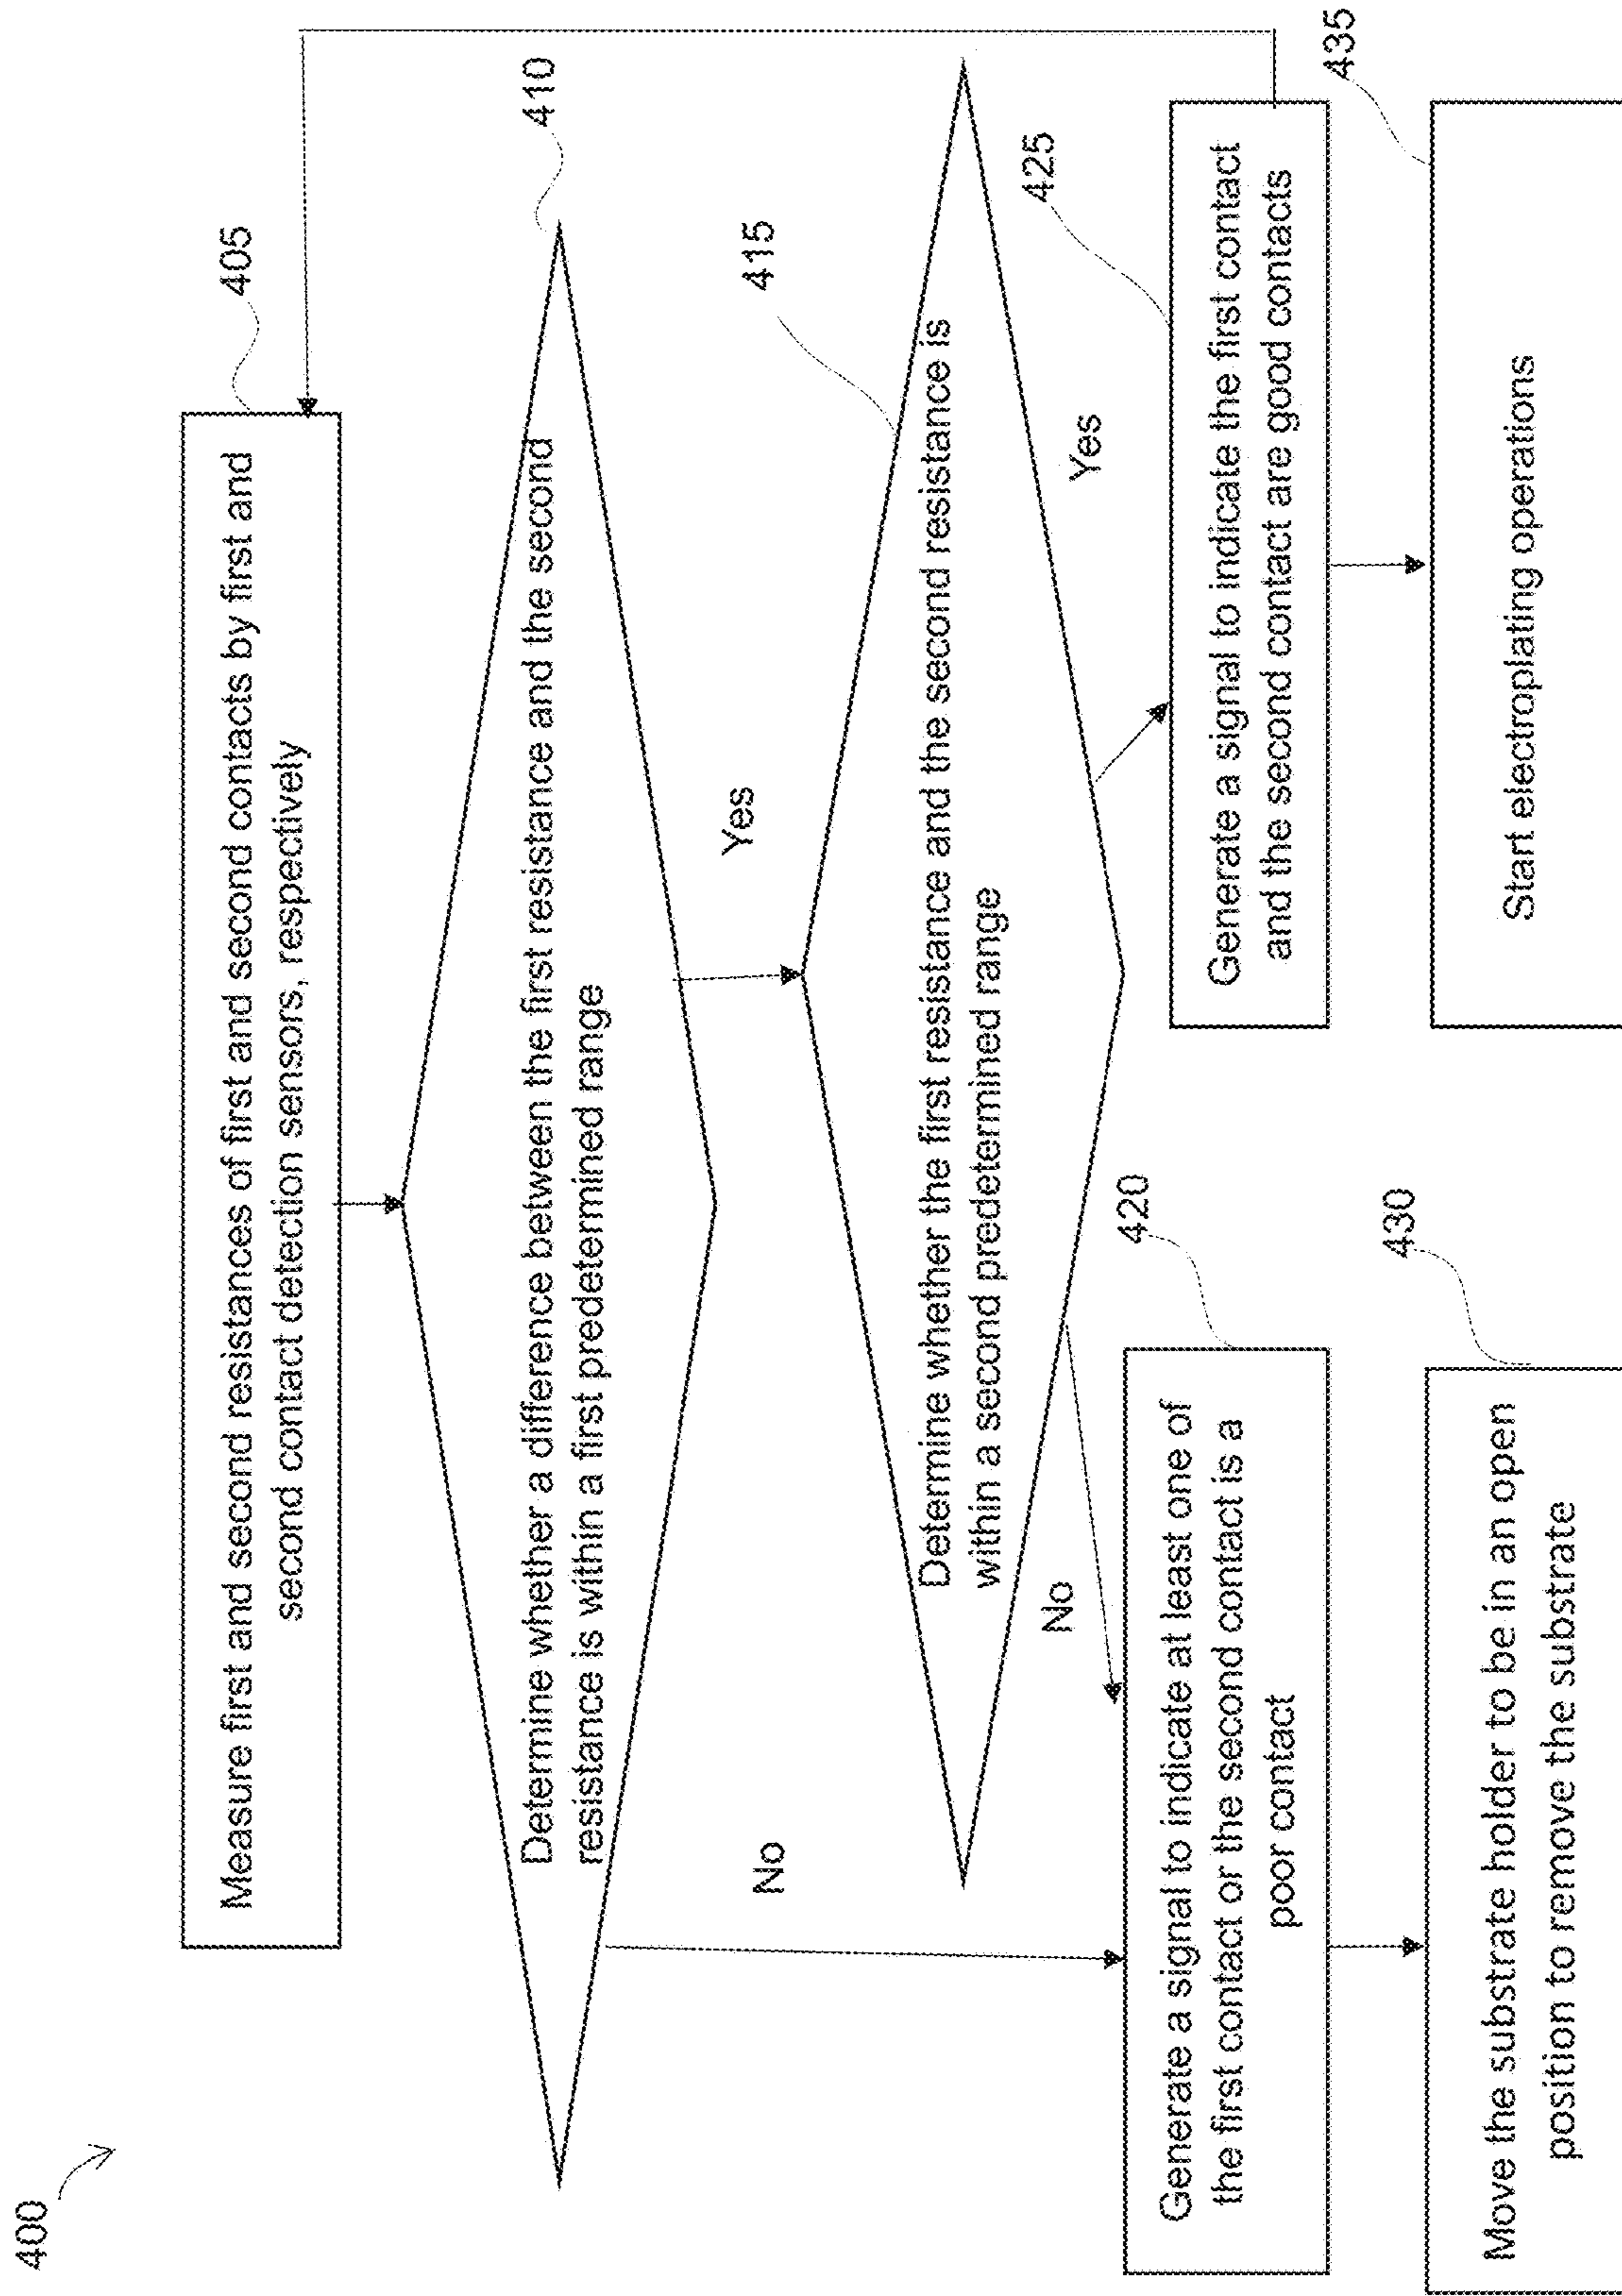 400
405
Measure first and second resistances of first and second contacts by first and
second contact detection sensors, respectively
410
Determine whether a difference between the first resistance and the second
resistance is within a first predetermined range
Yes
No
415
Determine whether the first resistance and the second resistance is
within a second predetermined range
No
Yes
420
Generate a signal to indicate at least one of
the first contact or the second contact is a
poor contact
425
Generate a signal to indicate the first contact
and the second contact are good contacts
430
Move the substrate holder to be in an open
position to remove the substrate
435
Start electroplating operations